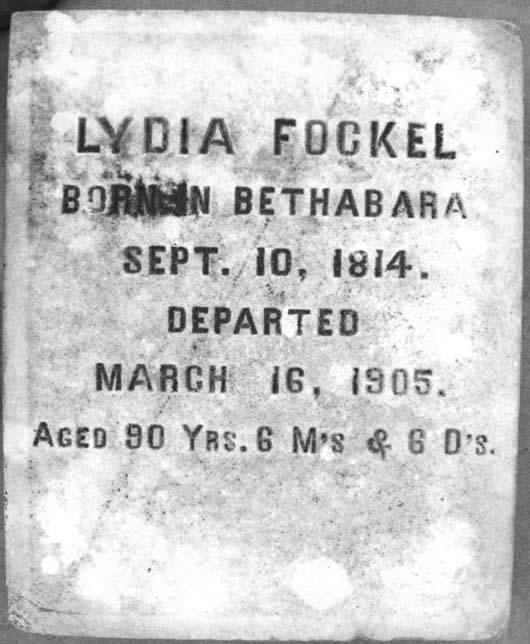 LYDIA FOCKEL
BORN IN BETHABARA
SEPT. 10, 1814.
DEPARTED
MARCH 16, 1905.
AGED 90 YRS. 6 M'S & 6 D'S.